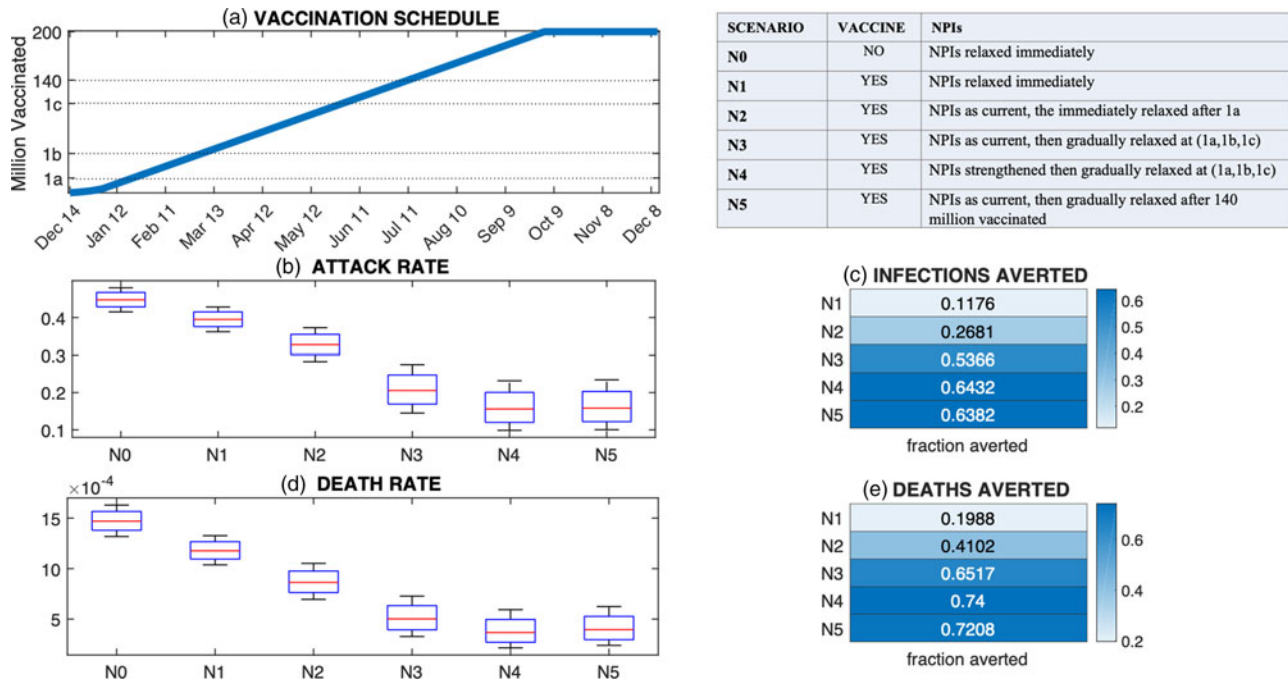 (a) VACCINATION SCHEDULE
Million Vaccinated
200
140
1c
1b
1a
Dec 14
Jan 12
Feb 11
Mar 13
Apr 12
May 12
Jun 11
Jul 11
Aug 10
Sep 9
Oct 9
Nov 8
Dec 8
SCENARIO VACCINE NPIs
N0 NO NPIs relaxed immediately
N1 YES NPIs relaxed immediately
N2 YES NPIs as current, the immediately relaxed after 1a
N3 YES NPIs as current, then gradually relaxed at (1a,1b,1c)
N4 YES NPIs strengthened then gradually relaxed at (1a,1b,1c)
N5 YES NPIs as current, then gradually relaxed after 140
million vaccinated
(b) ATTACK RATE
0.4
0.3
0.2
0.1
N0 N1 N2 N3 N4 N5
(c) INFECTIONS AVERTED
N1 0.1176
N2 0.2681
N3 0.5366
N4 0.6432
N5 0.6382
fraction averted
0.6
0.5
0.4
0.3
0.2
(d) DEATH RATE
×10⁻⁴
15
10
5
N0 N1 N2 N3 N4 N5
(e) DEATHS AVERTED
N1 0.1988
N2 0.4102
N3 0.6517
N4 0.74
N5 0.7208
fraction averted
0.6
0.4
0.2